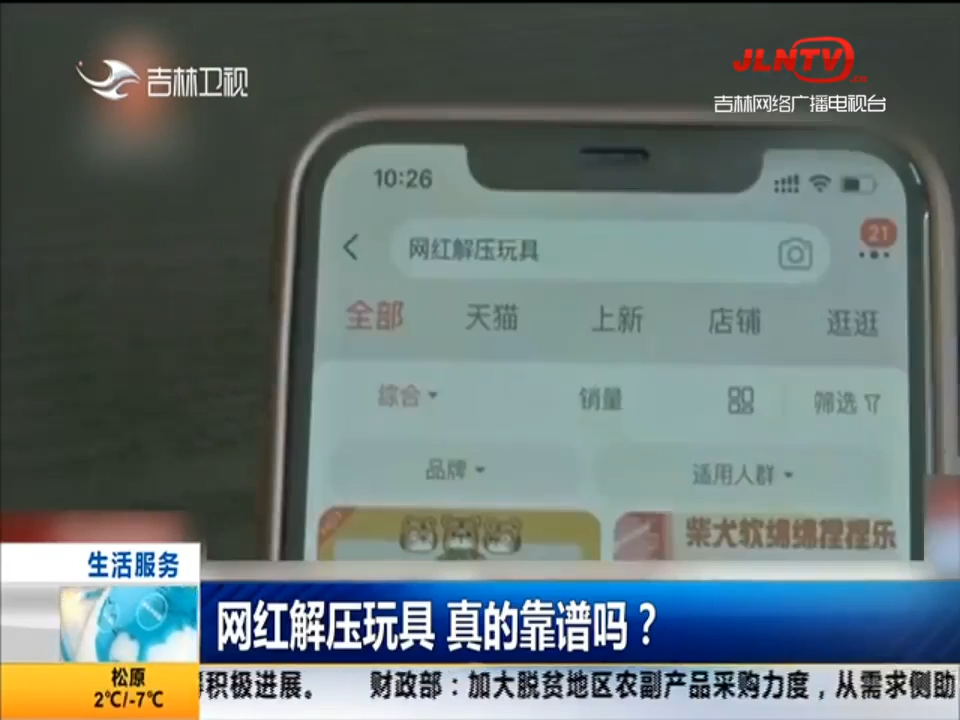 吉林卫视
JLNTV.cn
吉林网络广播电视台
10:26
21
网红解压玩具
全部 天猫 上新 店铺 逛逛
综合 销量 筛选
品牌 适用人群
柴犬软绵绵捏捏乐
生活服务
网红解压玩具 真的靠谱吗？
松原
2℃/-7℃
积极进展。 财政部：加大脱贫地区农副产品采购力度，从需求侧助